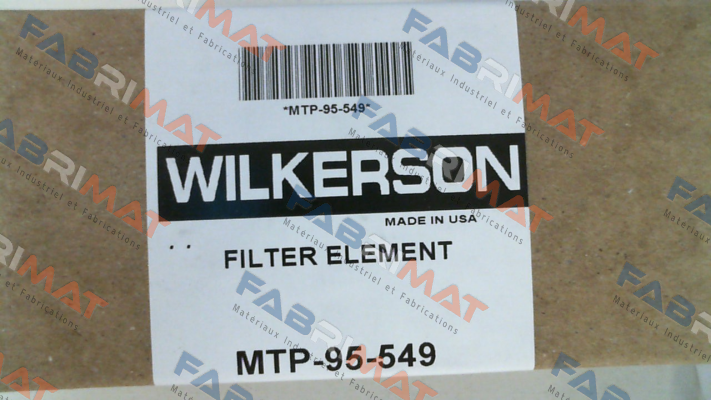 *MTP-95-549*
WILKERSON
MADE IN USA
FILTER ELEMENT
MTP-95-549
FABRIMAT
Matériaux Industriel et Fabrications